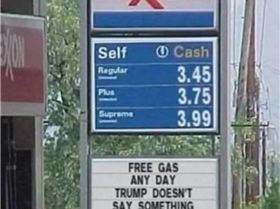 EXXON
X
Self Cash
Regular 3.45
Plus 3.75
Supreme 3.99
FREE GAS
ANY DAY
TRUMP DOESN'T
SAY SOMETHING